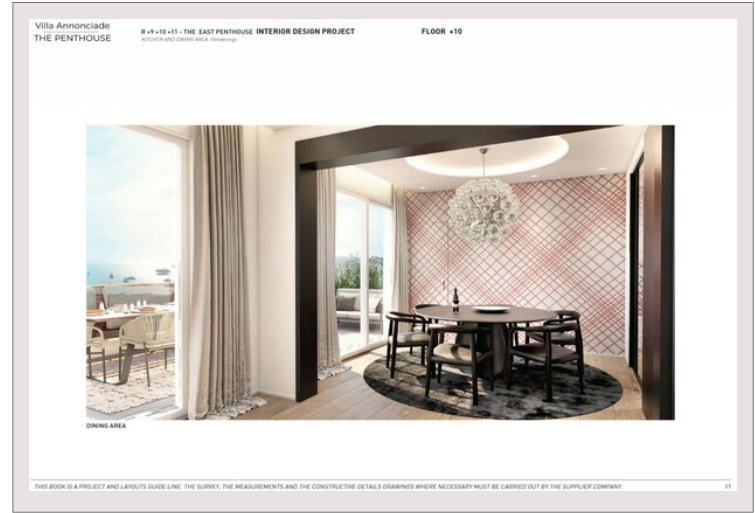 Villa Annonciade
THE PENTHOUSE
R +9 +10 +11 - THE EAST PENTHOUSE INTERIOR DESIGN PROJECT
FLOOR +10
KITCHEN AND DINING AREA Renderings
DINING AREA
THIS BOOK IS A PROJECT AND LAYOUTS GUIDE LINE. THE SURVEY, THE MEASUREMENTS AND THE CONSTRUCTIVE DETAILS DRAWINGS WHERE NECESSARY MUST BE CARRIED OUT BY THE SUPPLIER COMPANY.